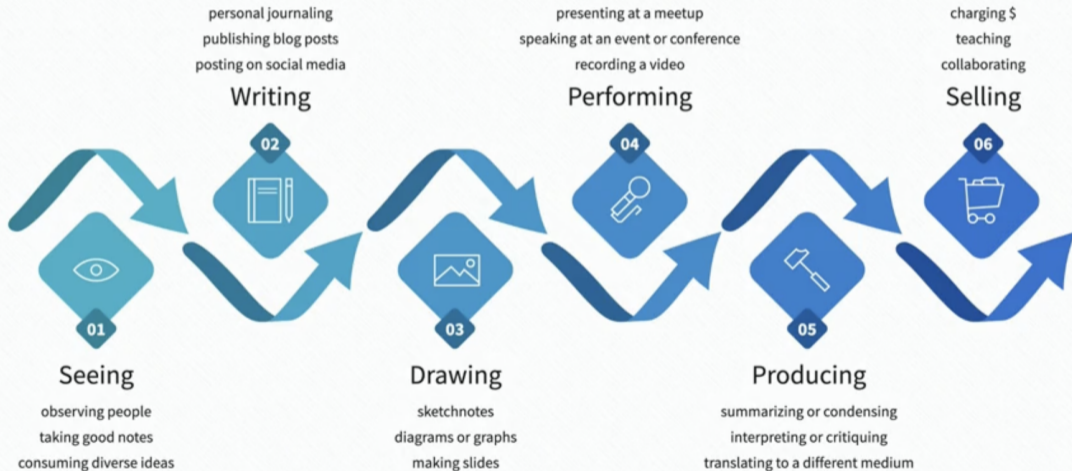 personal journaling
publishing blog posts
posting on social media
Writing
02
presenting at a meetup
speaking at an event or conference
recording a video
Performing
04
charging $
teaching
collaborating
Selling
06
01
Seeing
observing people
taking good notes
consuming diverse ideas
03
Drawing
sketchnotes
diagrams or graphs
making slides
05
Producing
summarizing or condensing
interpreting or critiquing
translating to a different medium